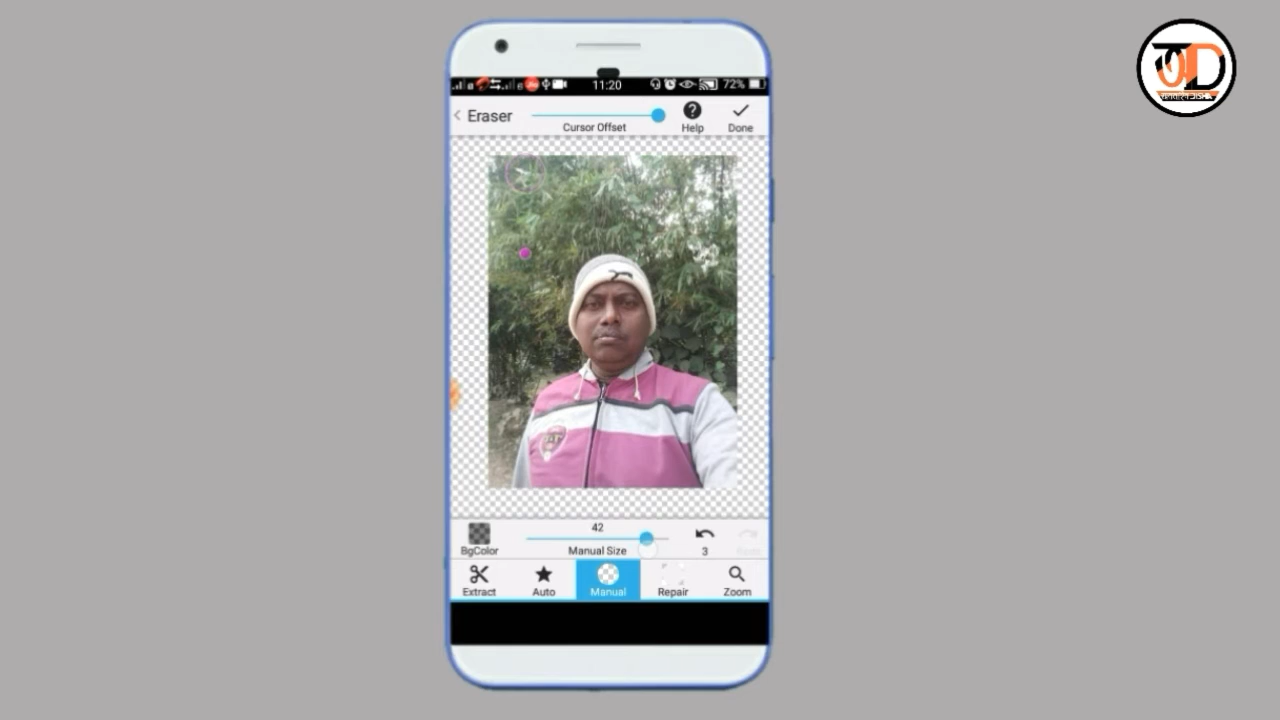 11:20
72%
Eraser
Cursor Offset
Help
Done
42
BgColor
Manual Size
3
Extract
Auto
Manual
Repair
Zoom